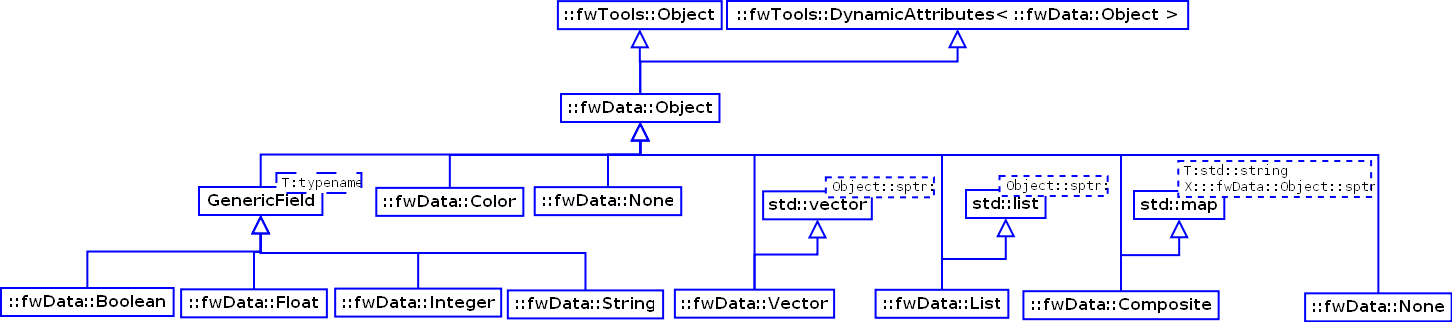 ::fwTools::Object
::fwTools::DynamicAttributes< ::fwData::Object >
::fwData::Object
T:typename
GenericField
::fwData::Color
::fwData::None
Object::sptr:
std::vector
Object::sptr:
std::list
T:std::string
X:::fwData::Object::sptr
std::map
::fwData::Boolean
::fwData::Float
::fwData::Integer
::fwData::String
::fwData::Vector
::fwData::List
::fwData::Composite
::fwData::None